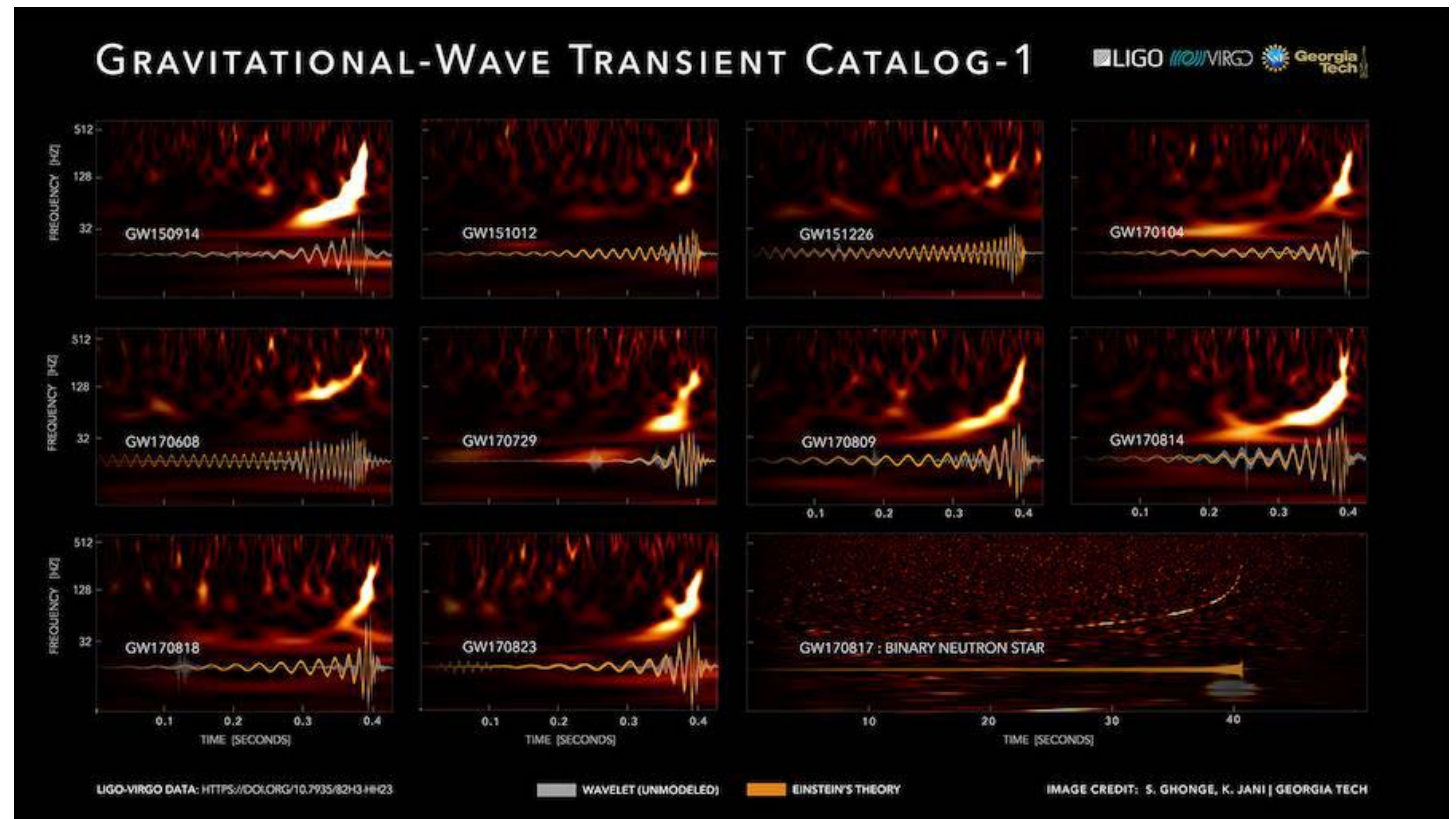 GRAVITATIONAL-WAVE TRANSIENT CATALOG-1
LIGO VIRGO Georgia Tech
FREQUENCY [HZ]
512
128
32
GW150914
GW151012
GW151226
GW170104
FREQUENCY [HZ]
512
128
32
GW170608
GW170729
GW170809
GW170814
0.1 0.2 0.3 0.4
0.1 0.2 0.3 0.4
FREQUENCY [HZ]
512
128
32
GW170818
GW170823
GW170817 : BINARY NEUTRON STAR
0.1 0.2 0.3 0.4
0.1 0.2 0.3 0.4
10 20 30 40
TIME [SECONDS]
TIME [SECONDS]
TIME [SECONDS]
LIGO-VIRGO DATA: HTTPS://DOI.ORG/10.7935/82H3-HH23
WAVELET (UNMODELED)
EINSTEIN'S THEORY
IMAGE CREDIT: S. GHONGE, K. JANI | GEORGIA TECH